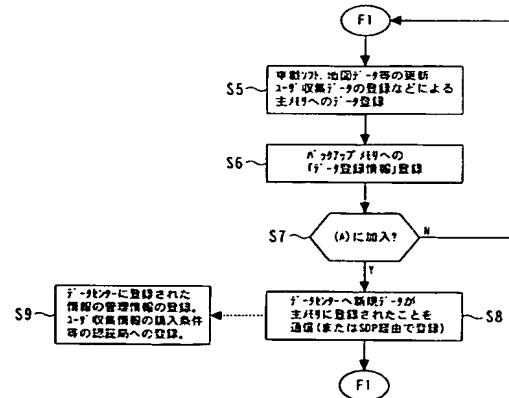 F1
S5
車載ソフト、地図データ等の更新
ユーザ収集データの登録などによる
主メモリへのデータ登録
S6
バックアップメモリへの
「データ登録情報」登録
S7
(A)に加入?
N
Y
S9
データセンターに登録された
情報の管理情報の登録。
ユーザ収集情報の購入条件
等の認証局への登録。
データセンターへ新規データが
主メモリに登録されたことを
通信(またはSDP経由で登録)
S8
F1